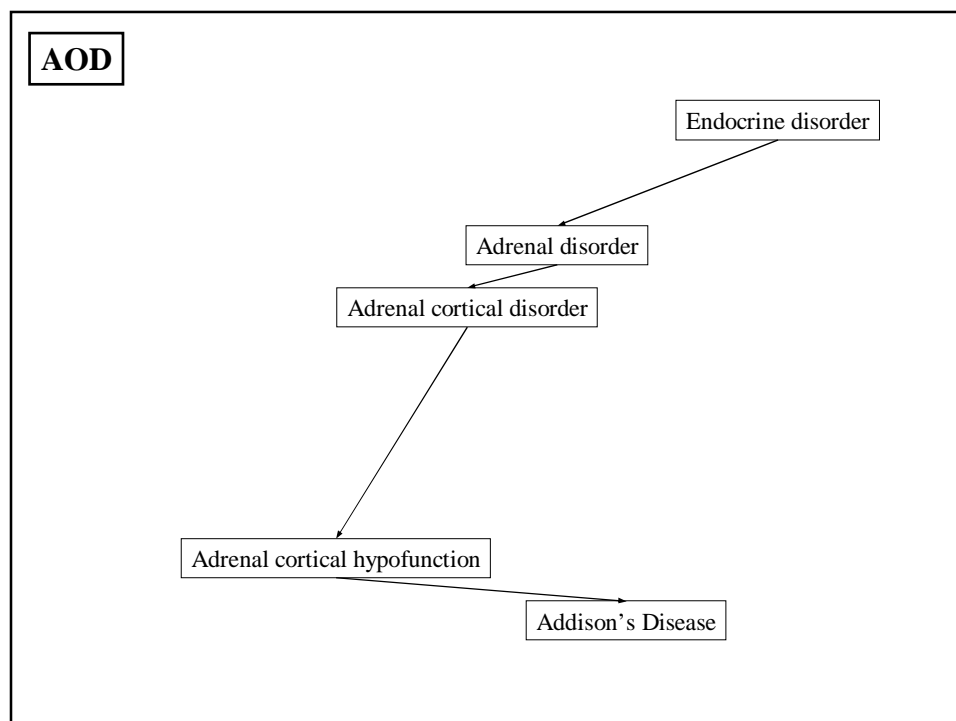 AOD
Endocrine disorder
Adrenal disorder
Adrenal cortical disorder
Adrenal cortical hypofunction
Addison’s Disease